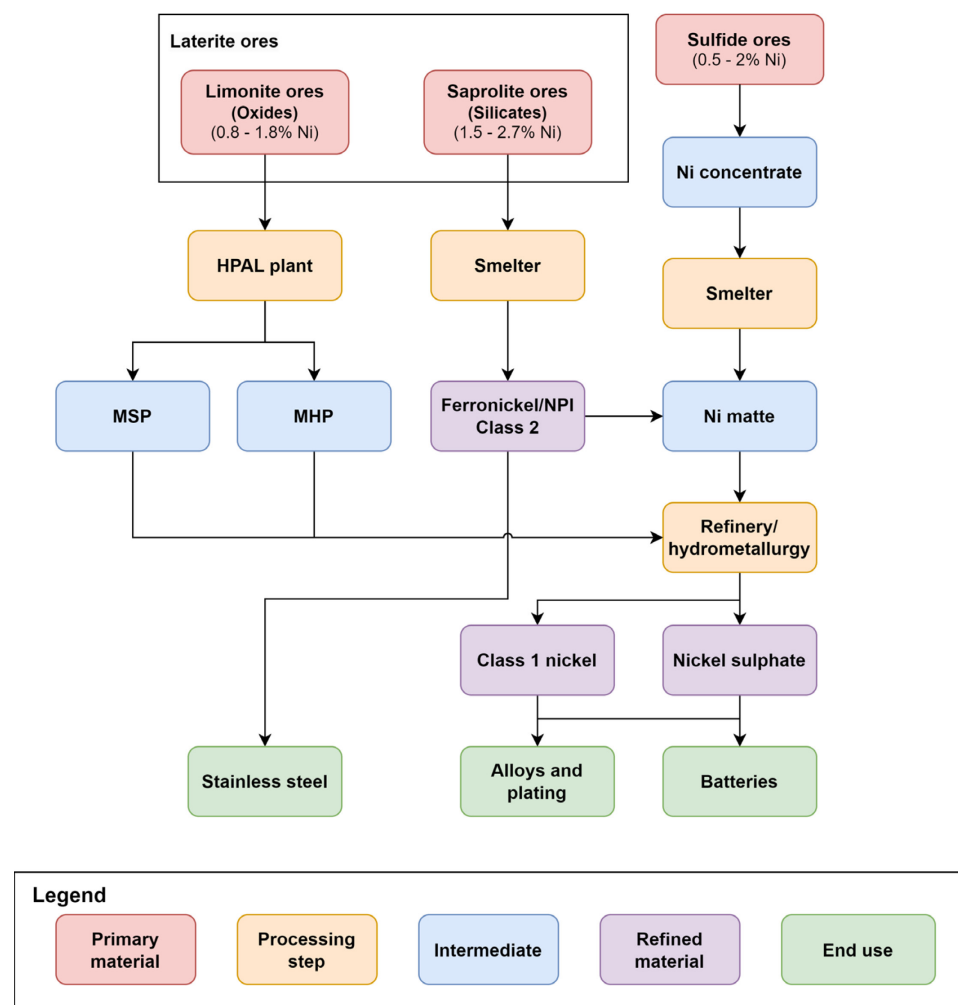 Laterite ores
Limonite ores
(Oxides)
(0.8 - 1.8% Ni)
Saprolite ores
(Silicates)
(1.5 - 2.7% Ni)
Sulfide ores
(0.5 - 2% Ni)
Ni concentrate
HPAL plant
Smelter
Smelter
MSP
MHP
Ferronickel/NPI
Class 2
Ni matte
Refinery/
hydrometallurgy
Class 1 nickel
Nickel sulphate
Stainless steel
Alloys and
plating
Batteries
Legend
Primary
material
Processing
step
Intermediate
Refined
material
End use